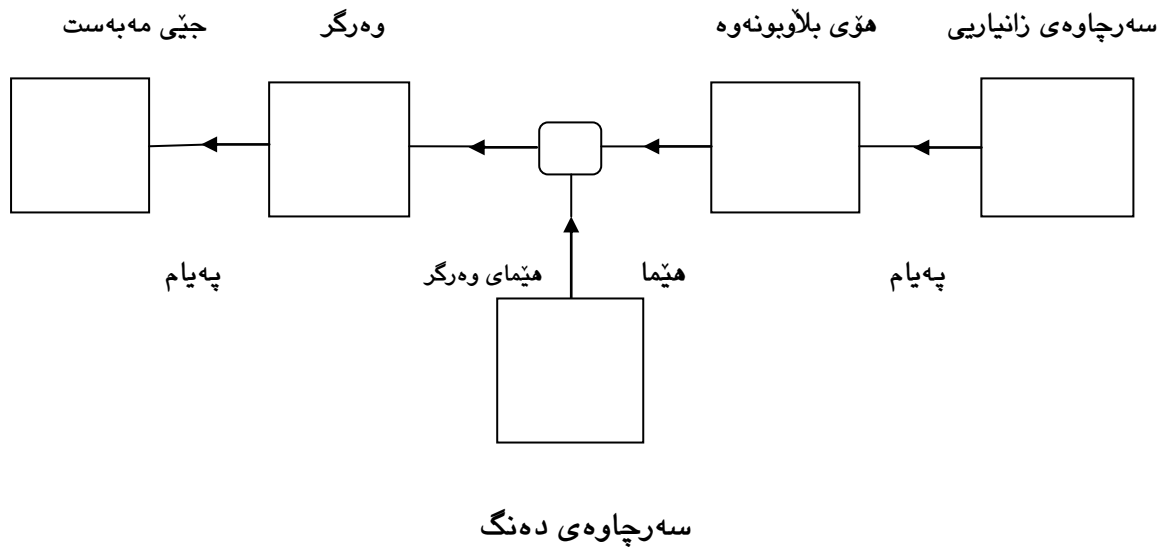 سەرچاوەی زانیاریی
هۆی بڵاوبونەوە
وەرگر
جێی مەبەست
پەیام
هێما
هێمای وەرگر
پەیام
سەرچاوەی دەنگ